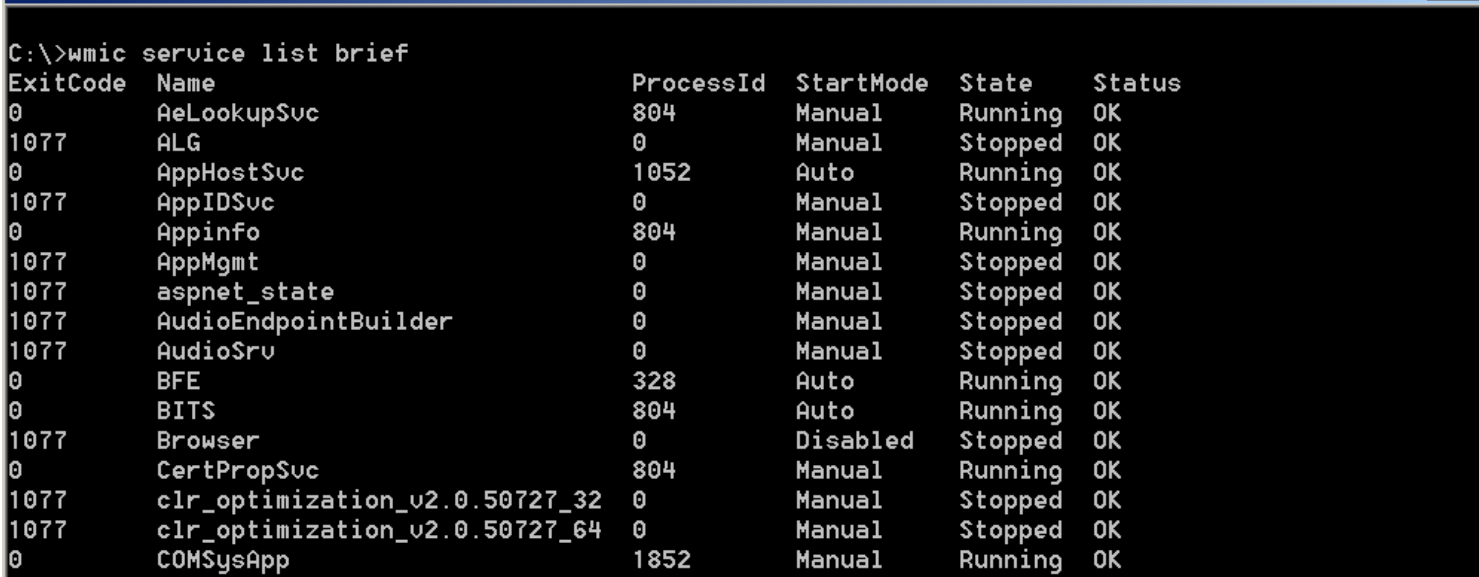 C:\>wmic service list brief
ExitCode  Name                            ProcessId  StartMode  State    Status
0         AeLookupSvc                     804        Manual     Running  OK
1077      ALG                             0          Manual     Stopped  OK
0         AppHostSvc                      1052       Auto       Running  OK
1077      AppIDSvc                        0          Manual     Stopped  OK
0         Appinfo                         804        Manual     Running  OK
1077      AppMgmt                         0          Manual     Stopped  OK
1077      aspnet_state                    0          Manual     Stopped  OK
1077      AudioEndpointBuilder            0          Manual     Stopped  OK
1077      AudioSrv                        0          Manual     Stopped  OK
0         BFE                             328        Auto       Running  OK
0         BITS                            804        Auto       Running  OK
1077      Browser                         0          Disabled   Stopped  OK
0         CertPropSvc                     804        Manual     Running  OK
1077      clr_optimization_v2.0.50727_32  0          Manual     Stopped  OK
1077      clr_optimization_v2.0.50727_64  0          Manual     Stopped  OK
0         COMSysApp                       1852       Manual     Running  OK